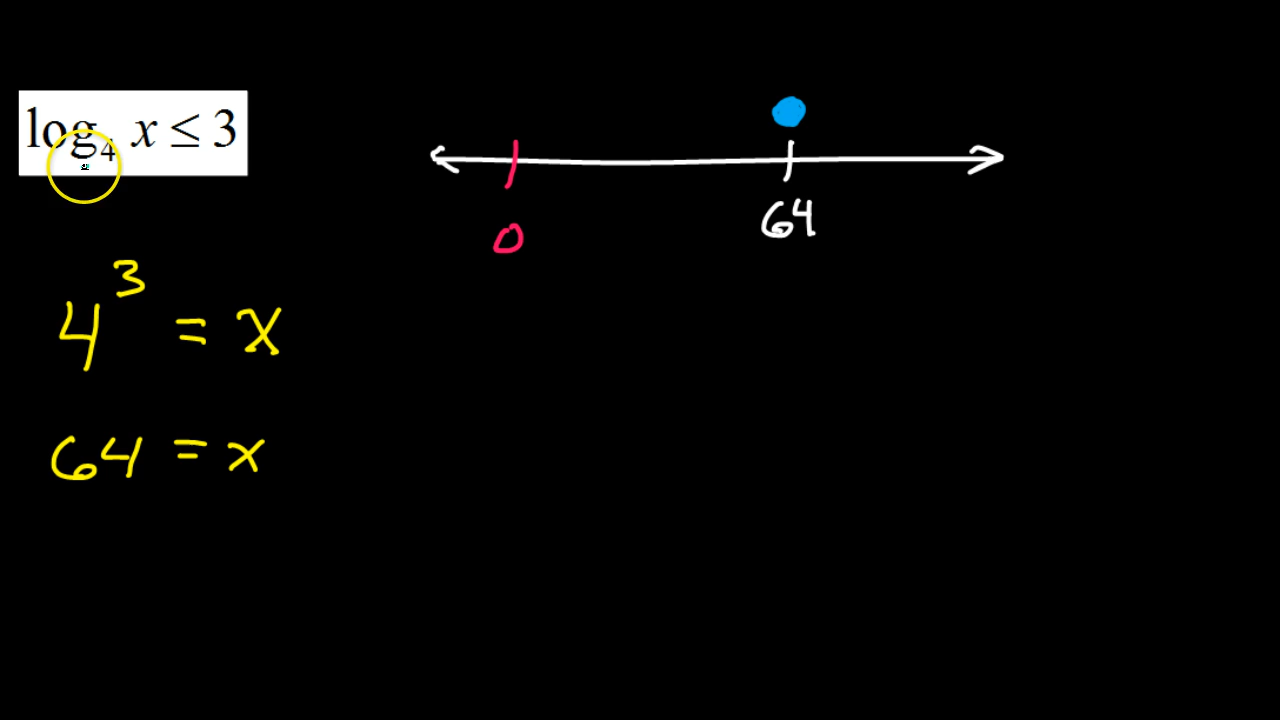 log₄ x ≤ 3
0
64
4³ = x
64 = x